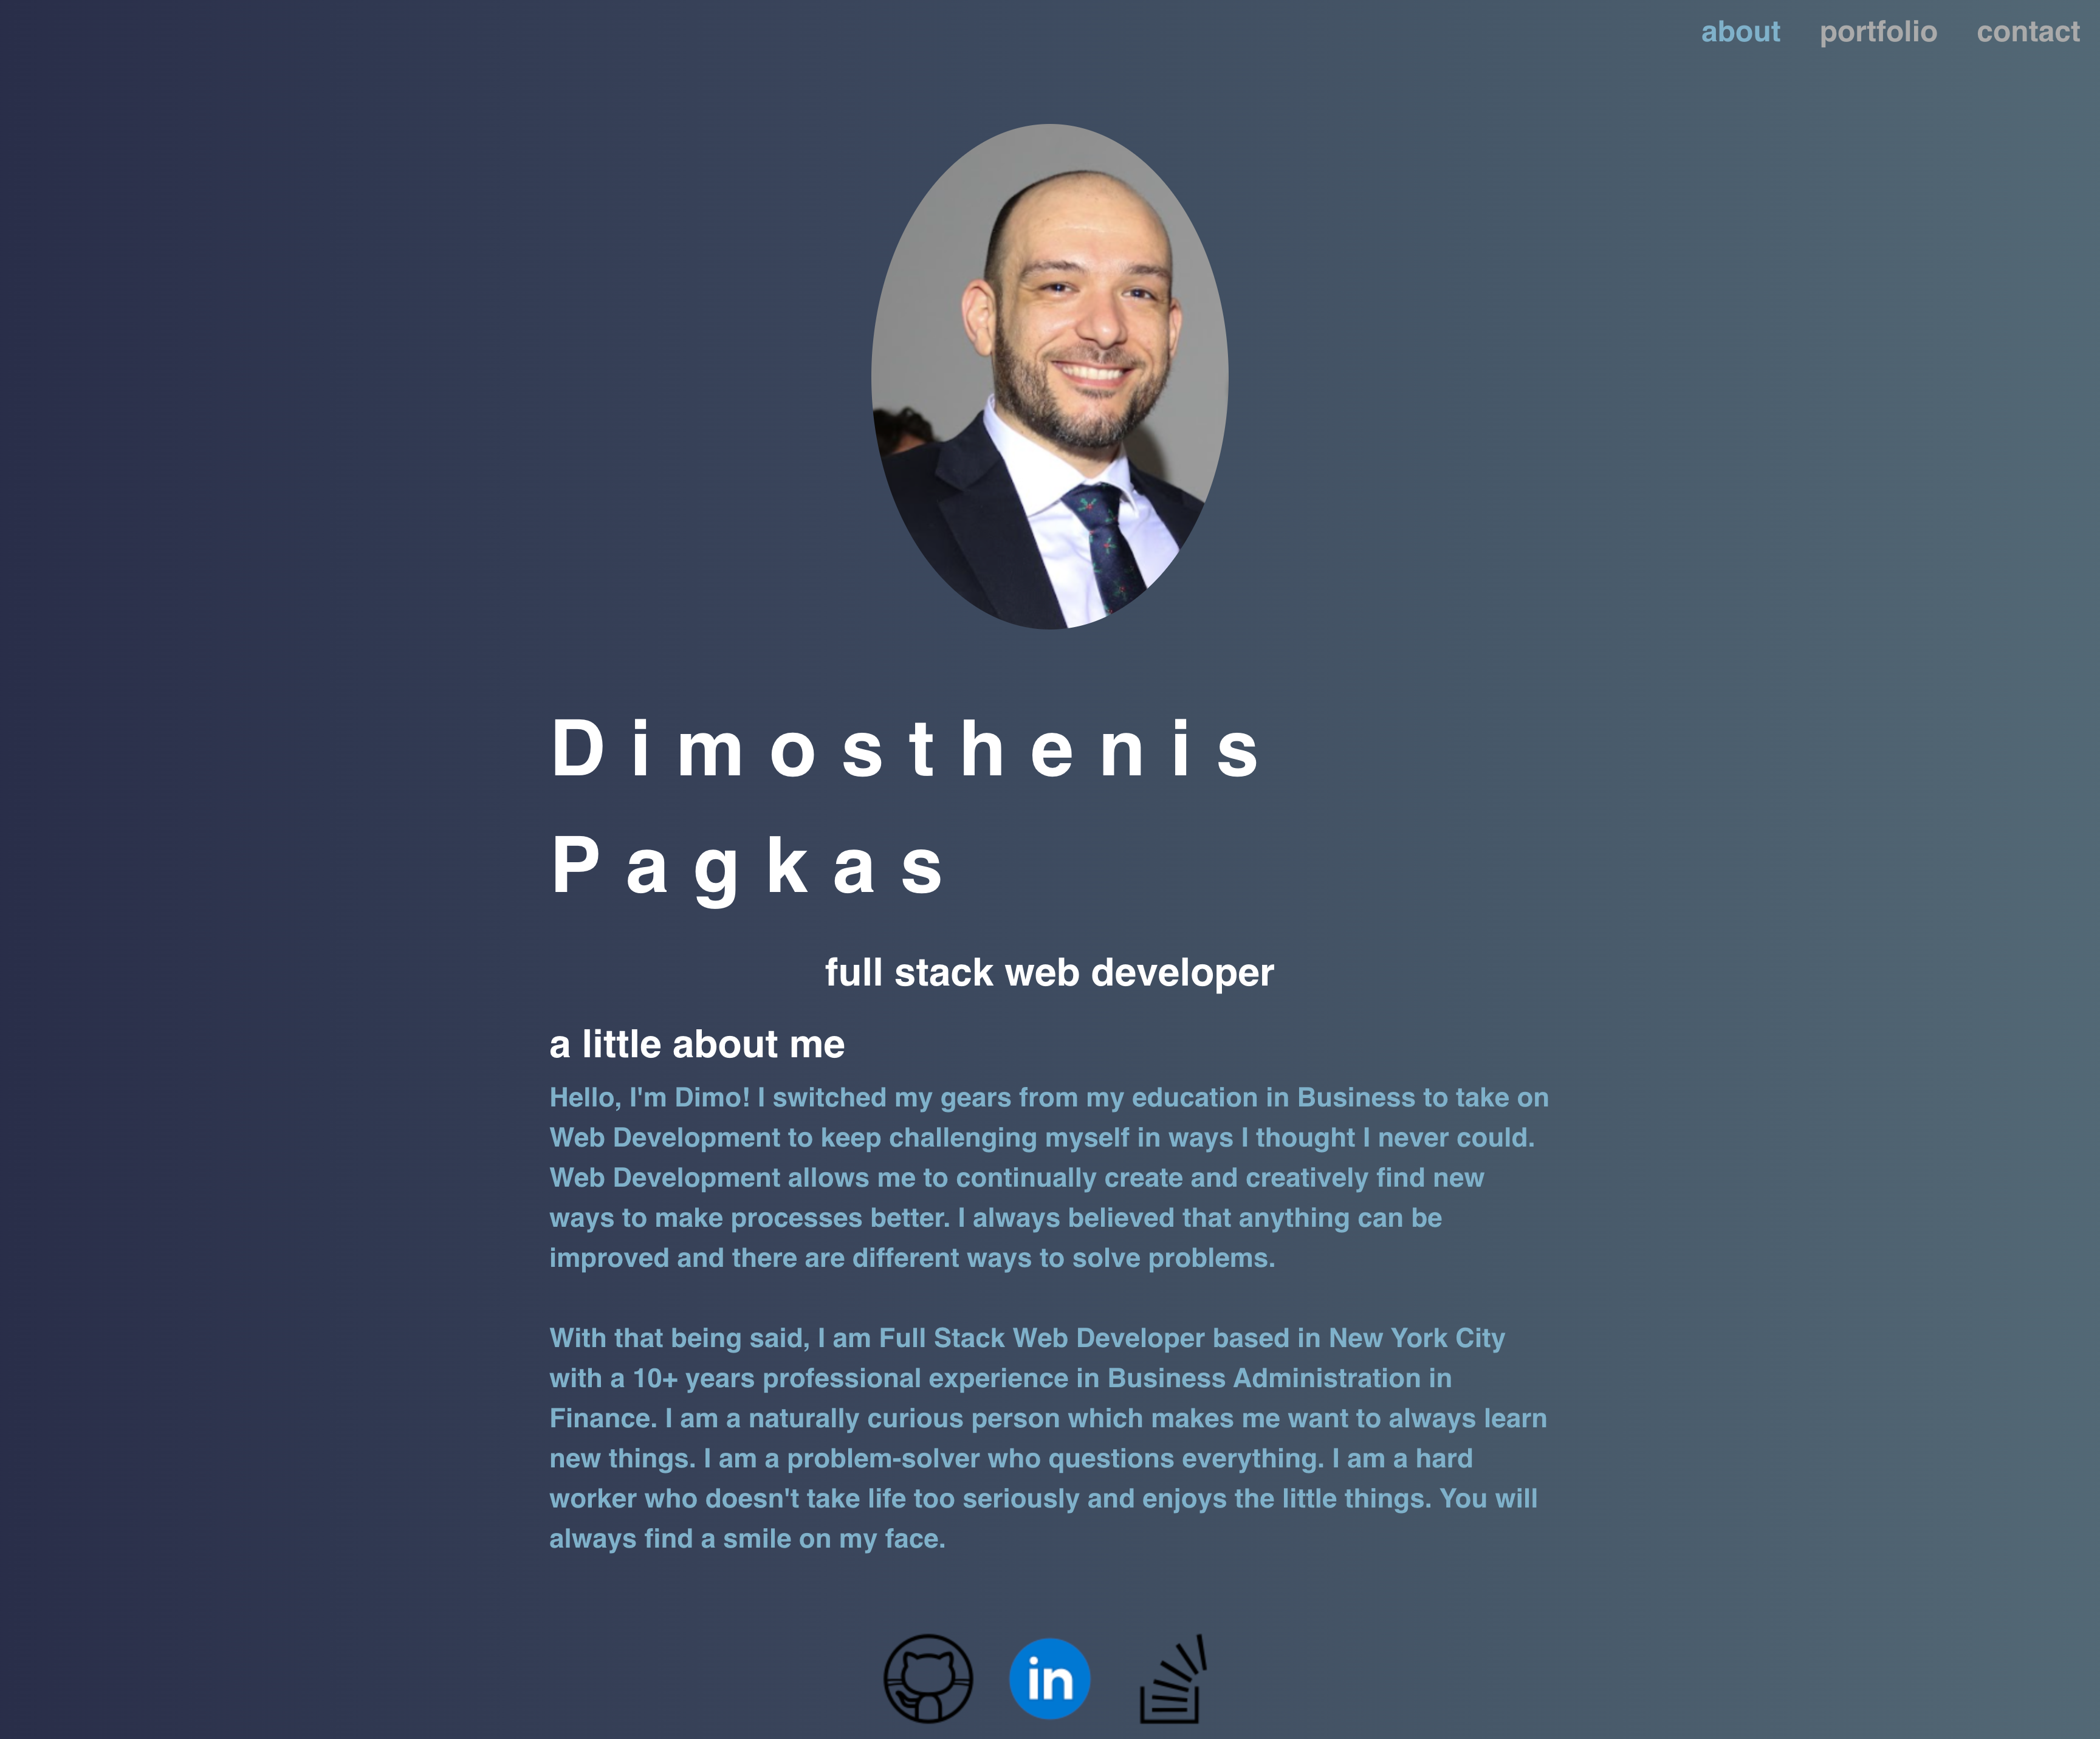 about portfolio contact
D i m o s t h e n i s
P a g k a s
full stack web developer
a little about me
Hello, I'm Dimo! I switched my gears from my education in Business to take on
Web Development to keep challenging myself in ways I thought I never could.
Web Development allows me to continually create and creatively find new
ways to make processes better. I always believed that anything can be
improved and there are different ways to solve problems.
With that being said, I am Full Stack Web Developer based in New York City
with a 10+ years professional experience in Business Administration in
Finance. I am a naturally curious person which makes me want to always learn
new things. I am a problem-solver who questions everything. I am a hard
worker who doesn't take life too seriously and enjoys the little things. You will
always find a smile on my face.
in